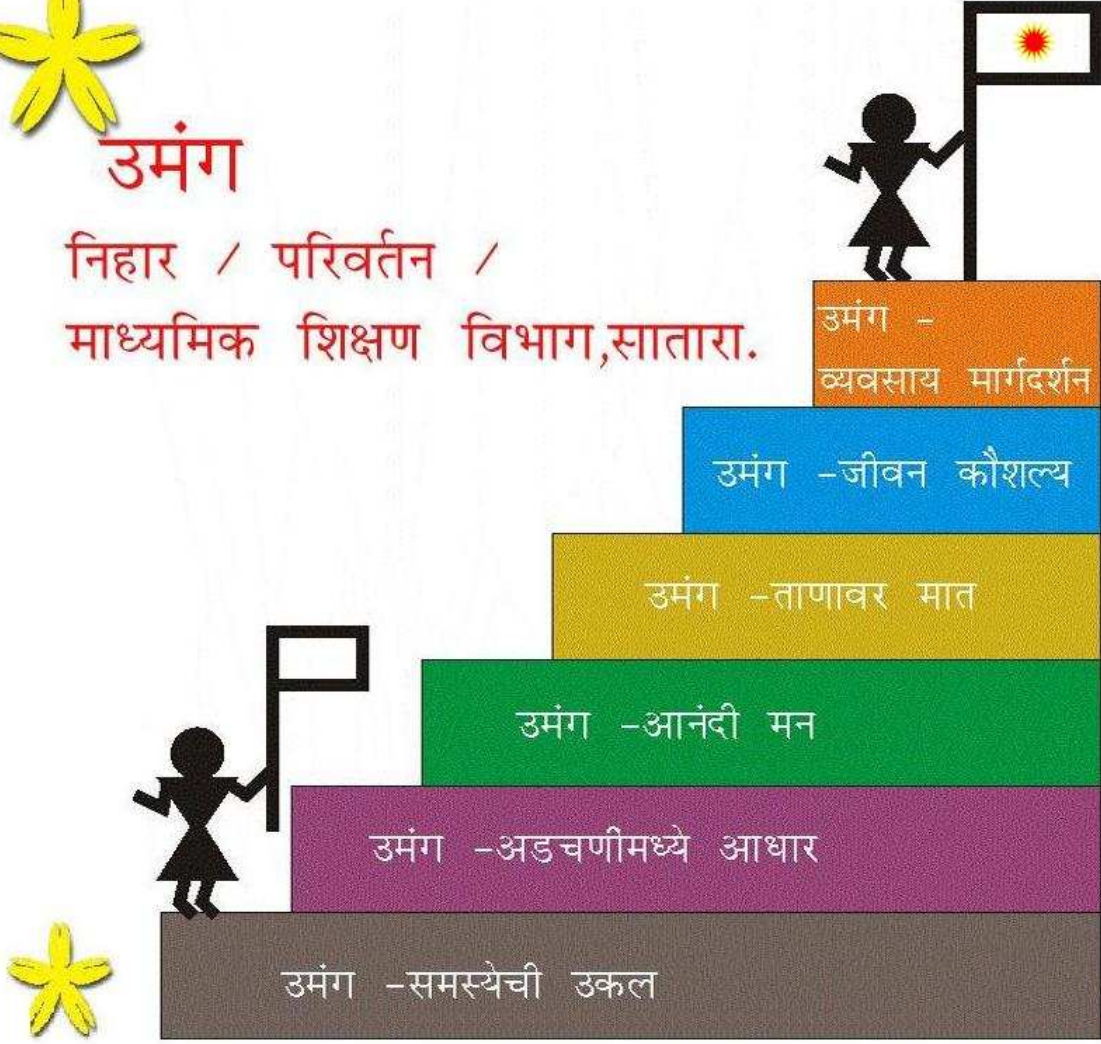 उमंग
निहार / परिवर्तन /
माध्यमिक शिक्षण विभाग,सातारा.
उमंग -
व्यवसाय मार्गदर्शन
उमंग -जीवन कौशल्य
उमंग -ताणावर मात
उमंग -आनंदी मन
उमंग -अडचणींमध्ये आधार
उमंग -समस्येची उकल